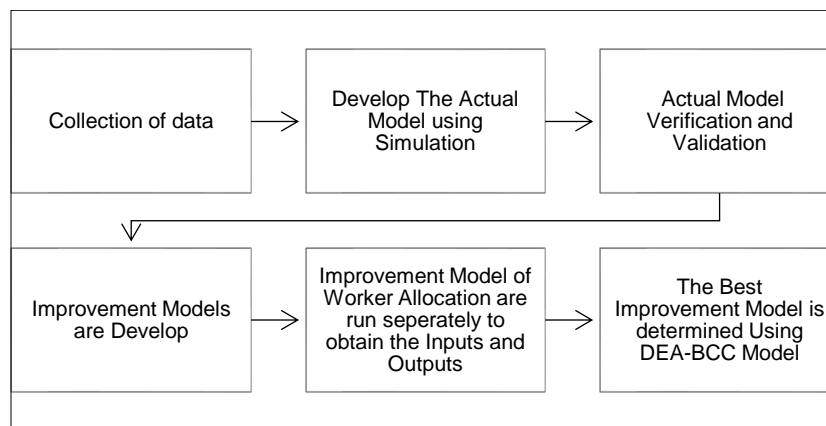 Collection of data
Develop The Actual
Model using
Simulation
Actual Model
Verification and
Validation
Improvement Models
are Develop
Improvement Model of
Worker Allocation are
run seperately to
obtain the Inputs and
Outputs
The Best
Improvement Model is
determined Using
DEA-BCC Model